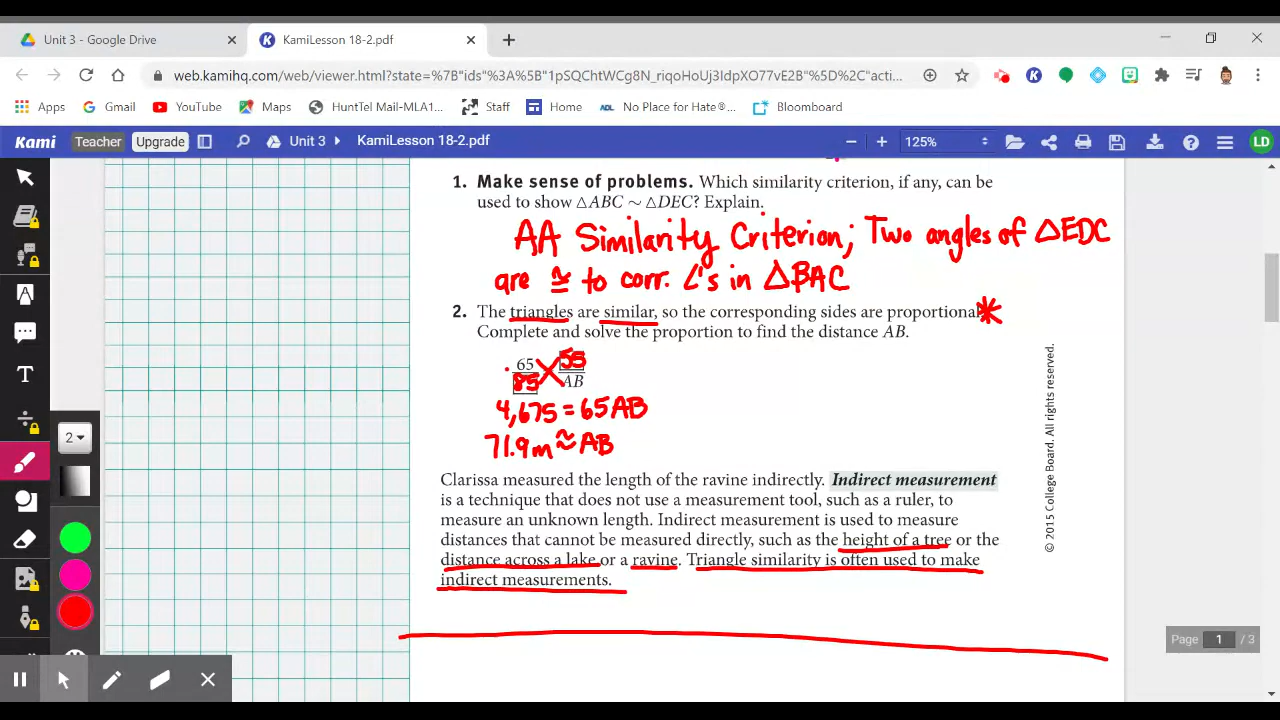 Unit 3 - Google Drive
KamiLesson 18-2.pdf
web.kamihq.com/web/viewer.html?state=%7B"ids"%3A%5B"1pSQChtWCg8N_riqoHoUj3IdpXO77vE2B"%5D%2C"acti...
Apps
Gmail
YouTube
Maps
HuntTel Mail-MLA1...
Staff
ADL
No Place for Hate®...
Home
Bloomboard
Kami
Teacher
Upgrade
Unit 3
KamiLesson 18-2.pdf
125%
LD
1. Make sense of problems. Which similarity criterion, if any, can be
used to show △ABC ~ △DEC? Explain.
AA Similarity Criterion; Two angles of △EDC
are ≅ to corr. ∠'s in △BAC
2. The triangles are similar, so the corresponding sides are proportional.*
Complete and solve the proportion to find the distance AB.
65 55
85 AB
4,675 = 65AB
71.9m ≈ AB
Clarissa measured the length of the ravine indirectly. Indirect measurement
is a technique that does not use a measurement tool, such as a ruler, to
measure an unknown length. Indirect measurement is used to measure
distances that cannot be measured directly, such as the height of a tree or the
distance across a lake or a ravine. Triangle similarity is often used to make
indirect measurements.
© 2015 College Board. All rights reserved.
2
Page 1 / 3